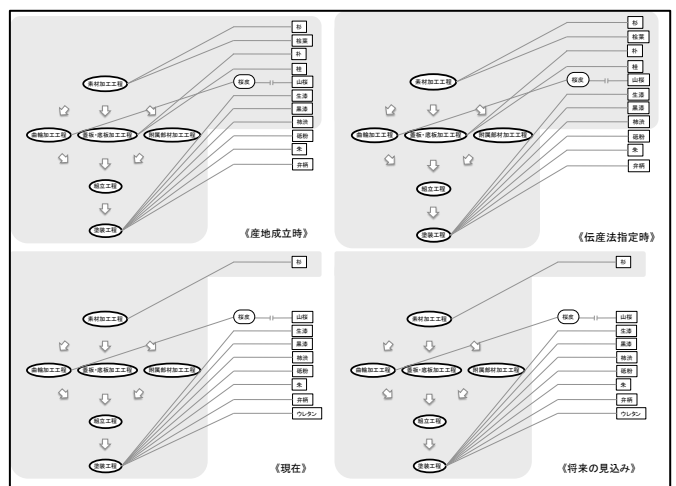 杉
桧葉
朴
桂
素材加工工程
桜皮
山桜
生漆
黒漆
曲輪加工工程
蓋板・底板加工工程
附属部材加工工程
柿渋
砥粉
朱
弁柄
組立工程
塗装工程
《産地成立時》
杉
桧葉
朴
桂
素材加工工程
桜皮
山桜
生漆
黒漆
曲輪加工工程
蓋板・底板加工工程
附属部材加工工程
柿渋
砥粉
朱
弁柄
組立工程
塗装工程
《伝産法指定時》
杉
素材加工工程
桜皮
山桜
生漆
黒漆
柿渋
曲輪加工工程
蓋板・底板加工工程
附属部材加工工程
砥粉
朱
弁柄
ウレタン
組立工程
塗装工程
《現在》
杉
素材加工工程
桜皮
山桜
生漆
黒漆
柿渋
曲輪加工工程
蓋板・底板加工工程
附属部材加工工程
砥粉
朱
弁柄
ウレタン
組立工程
塗装工程
《将来の見込み》